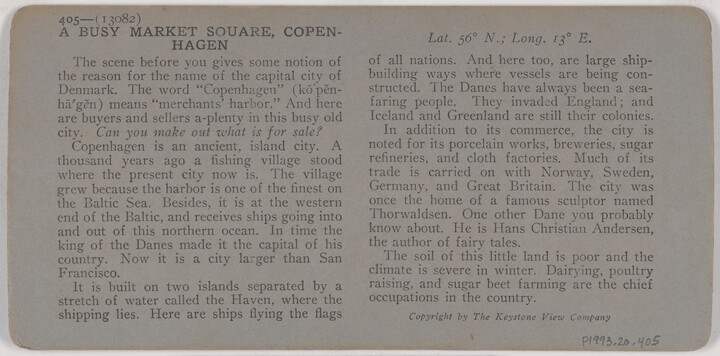 405—(13082)
A BUSY MARKET SQUARE, COPEN-
HAGEN
The scene before you gives some notion of
the reason for the name of the capital city of
Denmark. The word "Copenhagen" (kō′pĕn-
hā′gĕn) means "merchants' harbor." And here
are buyers and sellers a-plenty in this busy old
city. Can you make out what is for sale?
Copenhagen is an ancient, island city. A
thousand years ago a fishing village stood
where the present city now is. The village
grew because the harbor is one of the finest on
the Baltic Sea. Besides, it is at the western
end of the Baltic, and receives ships going into
and out of this northern ocean. In time the
king of the Danes made it the capital of his
country. Now it is a city larger than San
Francisco.
It is built on two islands separated by a
stretch of water called the Haven, where the
shipping lies. Here are ships flying the flags
Lat. 56° N.; Long. 13° E.
of all nations. And here too, are large ship-
building ways where vessels are being con-
structed. The Danes have always been a sea-
faring people. They invaded England; and
Iceland and Greenland are still their colonies.
In addition to its commerce, the city is
noted for its porcelain works, breweries, sugar
refineries, and cloth factories. Much of its
trade is carried on with Norway, Sweden,
Germany, and Great Britain. The city was
once the home of a famous sculptor named
Thorwaldsen. One other Dane you probably
know about. He is Hans Christian Andersen,
the author of fairy tales.
The soil of this little land is poor and the
climate is severe in winter. Dairying, poultry
raising, and sugar beet farming are the chief
occupations in the country.
Copyright by The Keystone View Company
P1993.20.405